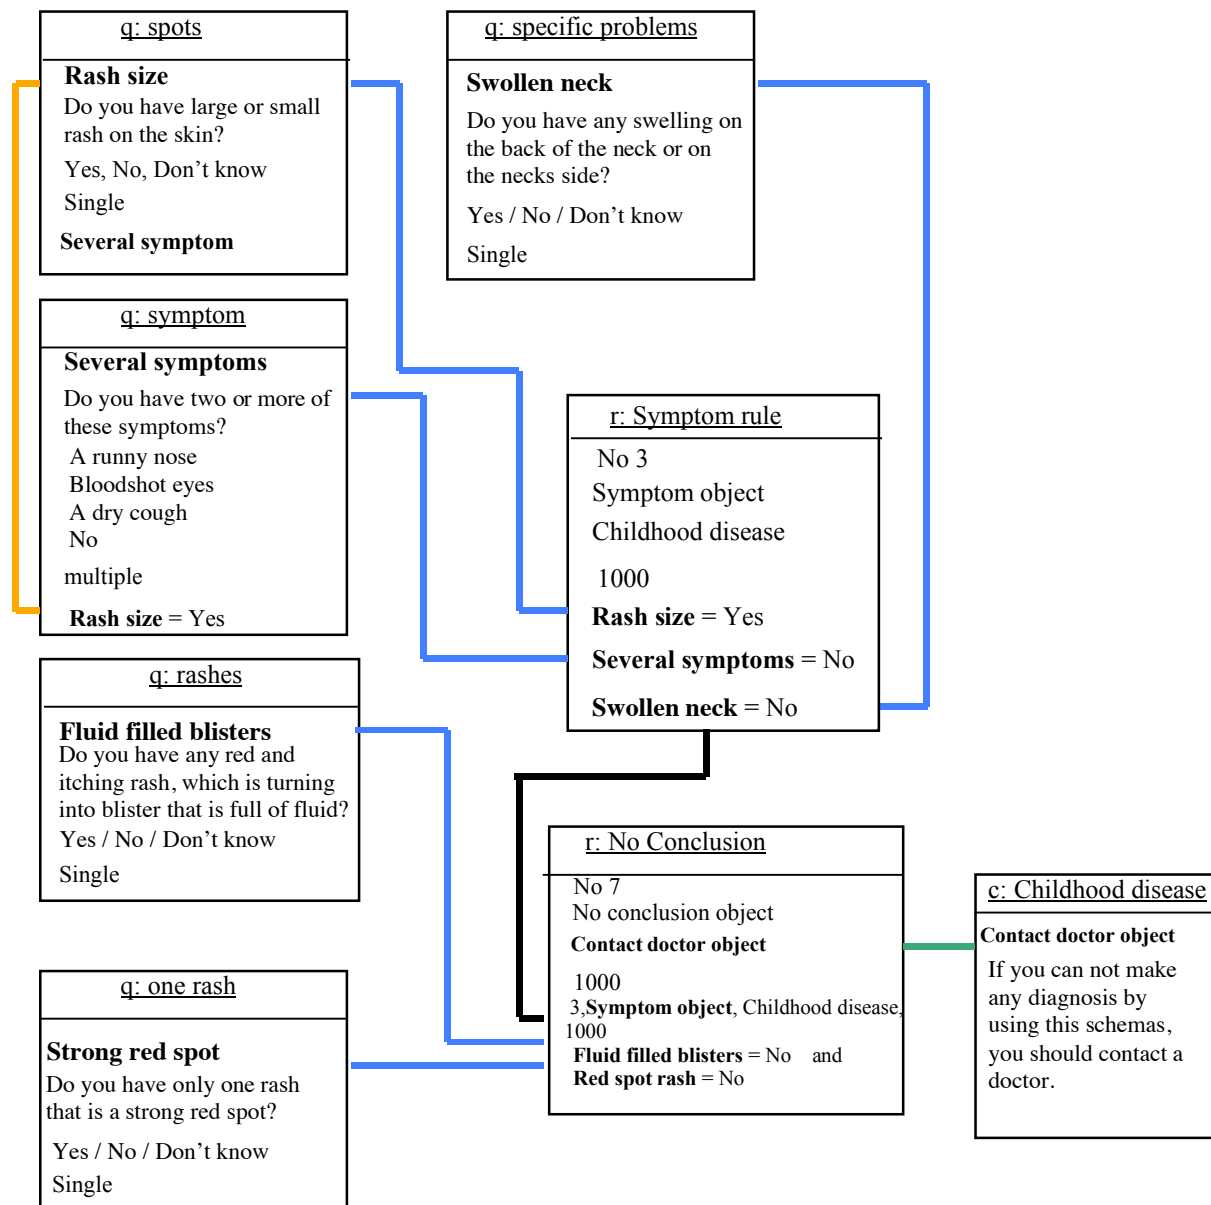 q: spots
Rash size
Do you have large or small
rash on the skin?
Yes, No, Don’t know
Single
Several symptom
q: specific problems
Swollen neck
Do you have any swelling on
the back of the neck or on
the necks side?
Yes / No / Don’t know
Single
q: symptom
Several symptoms
Do you have two or more of
these symptoms?
A runny nose
Bloodshot eyes
A dry cough
No
multiple
Rash size = Yes
r: Symptom rule
No 3
Symptom object
Childhood disease
1000
Rash size = Yes
Several symptoms = No
Swollen neck = No
q: rashes
Fluid filled blisters
Do you have any red and
itching rash, which is turning
into blister that is full of fluid?
Yes / No / Don’t know
Single
r: No Conclusion
No 7
No conclusion object
Contact doctor object
1000
3,Symptom object, Childhood disease,
1000
Fluid filled blisters = No and
Red spot rash = No
c: Childhood disease
Contact doctor object
If you can not make
any diagnosis by
using this schemas,
you should contact a
doctor.
q: one rash
Strong red spot
Do you have only one rash
that is a strong red spot?
Yes / No / Don’t know
Single